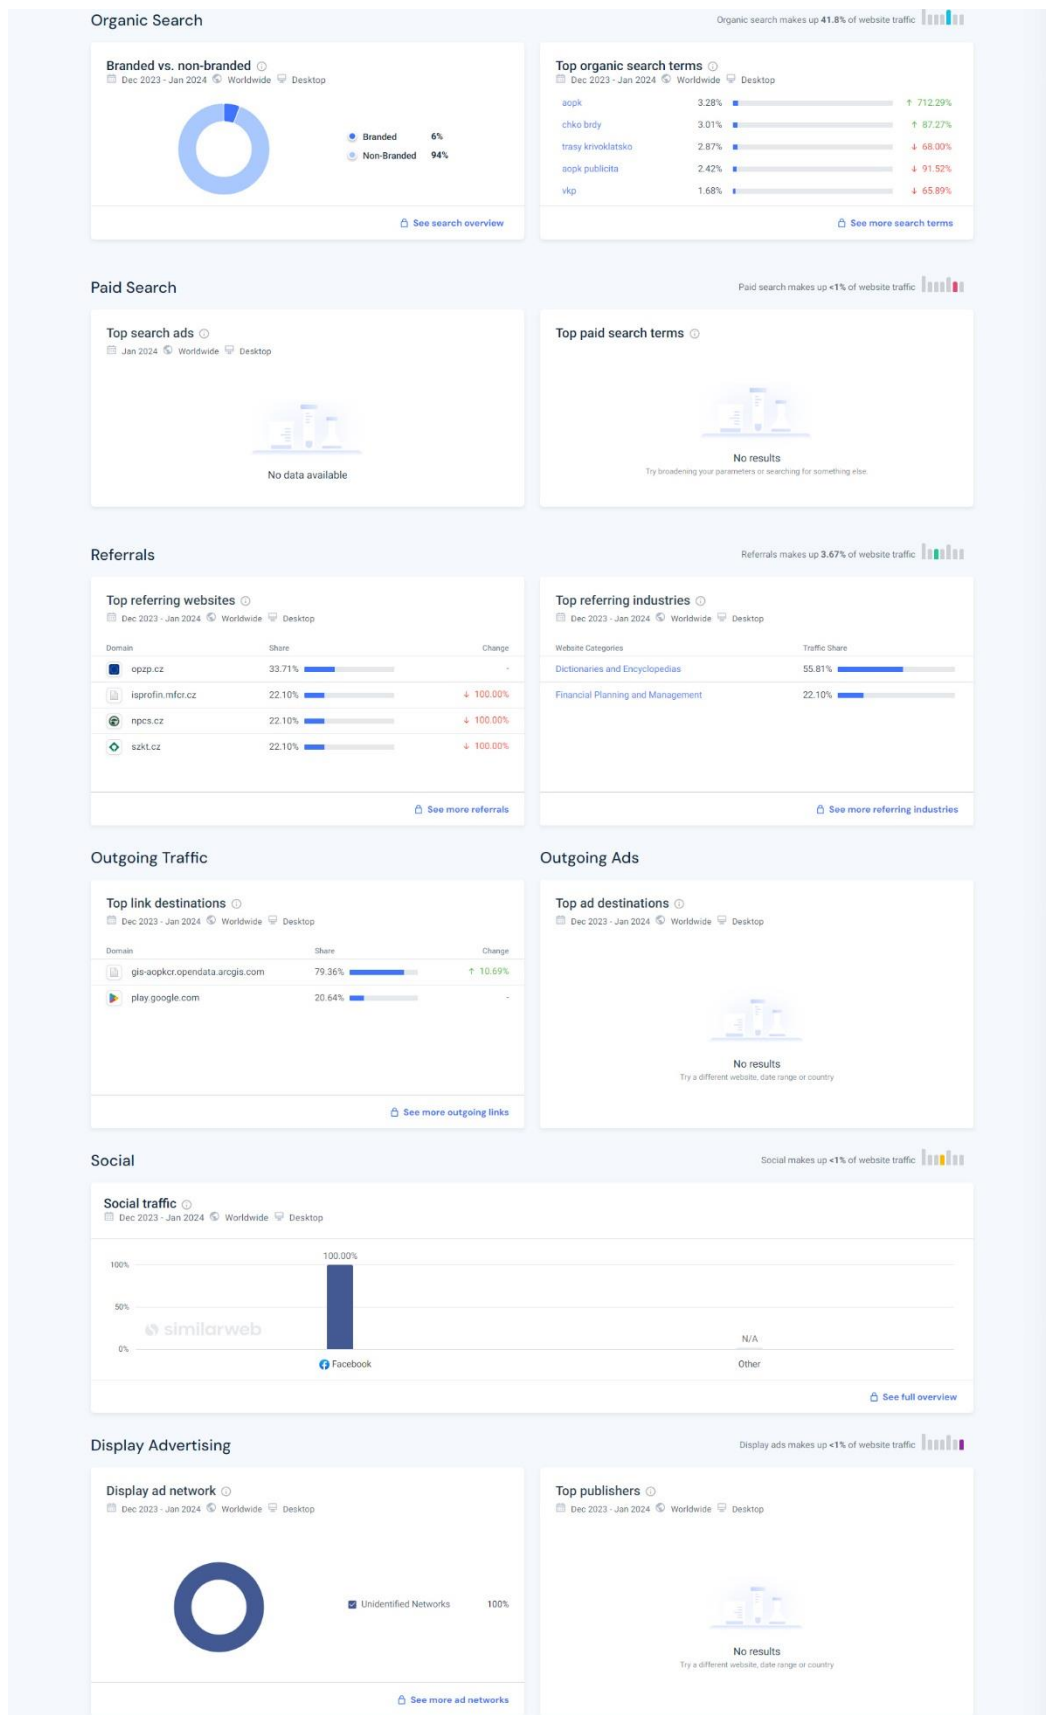 Organic Search
Organic search makes up 41.8% of website traffic
Branded vs. non-branded
Dec 2023 - Jan 2024 Worldwide Desktop
Branded 6%
Non-Branded 94%
See search overview
Top organic search terms
Dec 2023 - Jan 2024 Worldwide Desktop
aopk 3.28% ↑ 712.29%
chko brdy 3.01% ↑ 87.27%
trasy krivoklatsko 2.87% ↓ 68.00%
aopk publicita 2.42% ↓ 91.52%
vkp 1.68% ↓ 65.89%
See more search terms
Paid Search
Paid search makes up <1% of website traffic
Top search ads
Jan 2024 Worldwide Desktop
No data available
Top paid search terms
No results
Try broadening your parameters or searching for something else
Referrals
Referrals makes up 3.67% of website traffic
Top referring websites
Dec 2023 - Jan 2024 Worldwide Desktop
Domain Share Change
opzp.cz 33.71% -
isprofin.mfcr.cz 22.10% ↓ 100.00%
npcs.cz 22.10% ↓ 100.00%
szkt.cz 22.10% ↓ 100.00%
See more referrals
Top referring industries
Dec 2023 - Jan 2024 Worldwide Desktop
Website Categories Traffic Share
Dictionaries and Encyclopedias 55.81%
Financial Planning and Management 22.10%
See more referring industries
Outgoing Traffic
Top link destinations
Dec 2023 - Jan 2024 Worldwide Desktop
Domain Share Change
gis-aopkcr.opendata.arcgis.com 79.36% ↑ 10.69%
play.google.com 20.64% -
See more outgoing links
Outgoing Ads
Top ad destinations
Dec 2023 - Jan 2024 Worldwide Desktop
No results
Try a different website, date range or country
Social
Social makes up <1% of website traffic
Social traffic
Dec 2023 - Jan 2024 Worldwide Desktop
100.00%
100%
50%
similarweb
N/A
0%
Facebook Other
See full overview
Display Advertising
Display ads makes up <1% of website traffic
Display ad network
Dec 2023 - Jan 2024 Worldwide Desktop
Unidentified Networks 100%
See more ad networks
Top publishers
Dec 2023 - Jan 2024 Worldwide Desktop
No results
Try a different website, date range or country